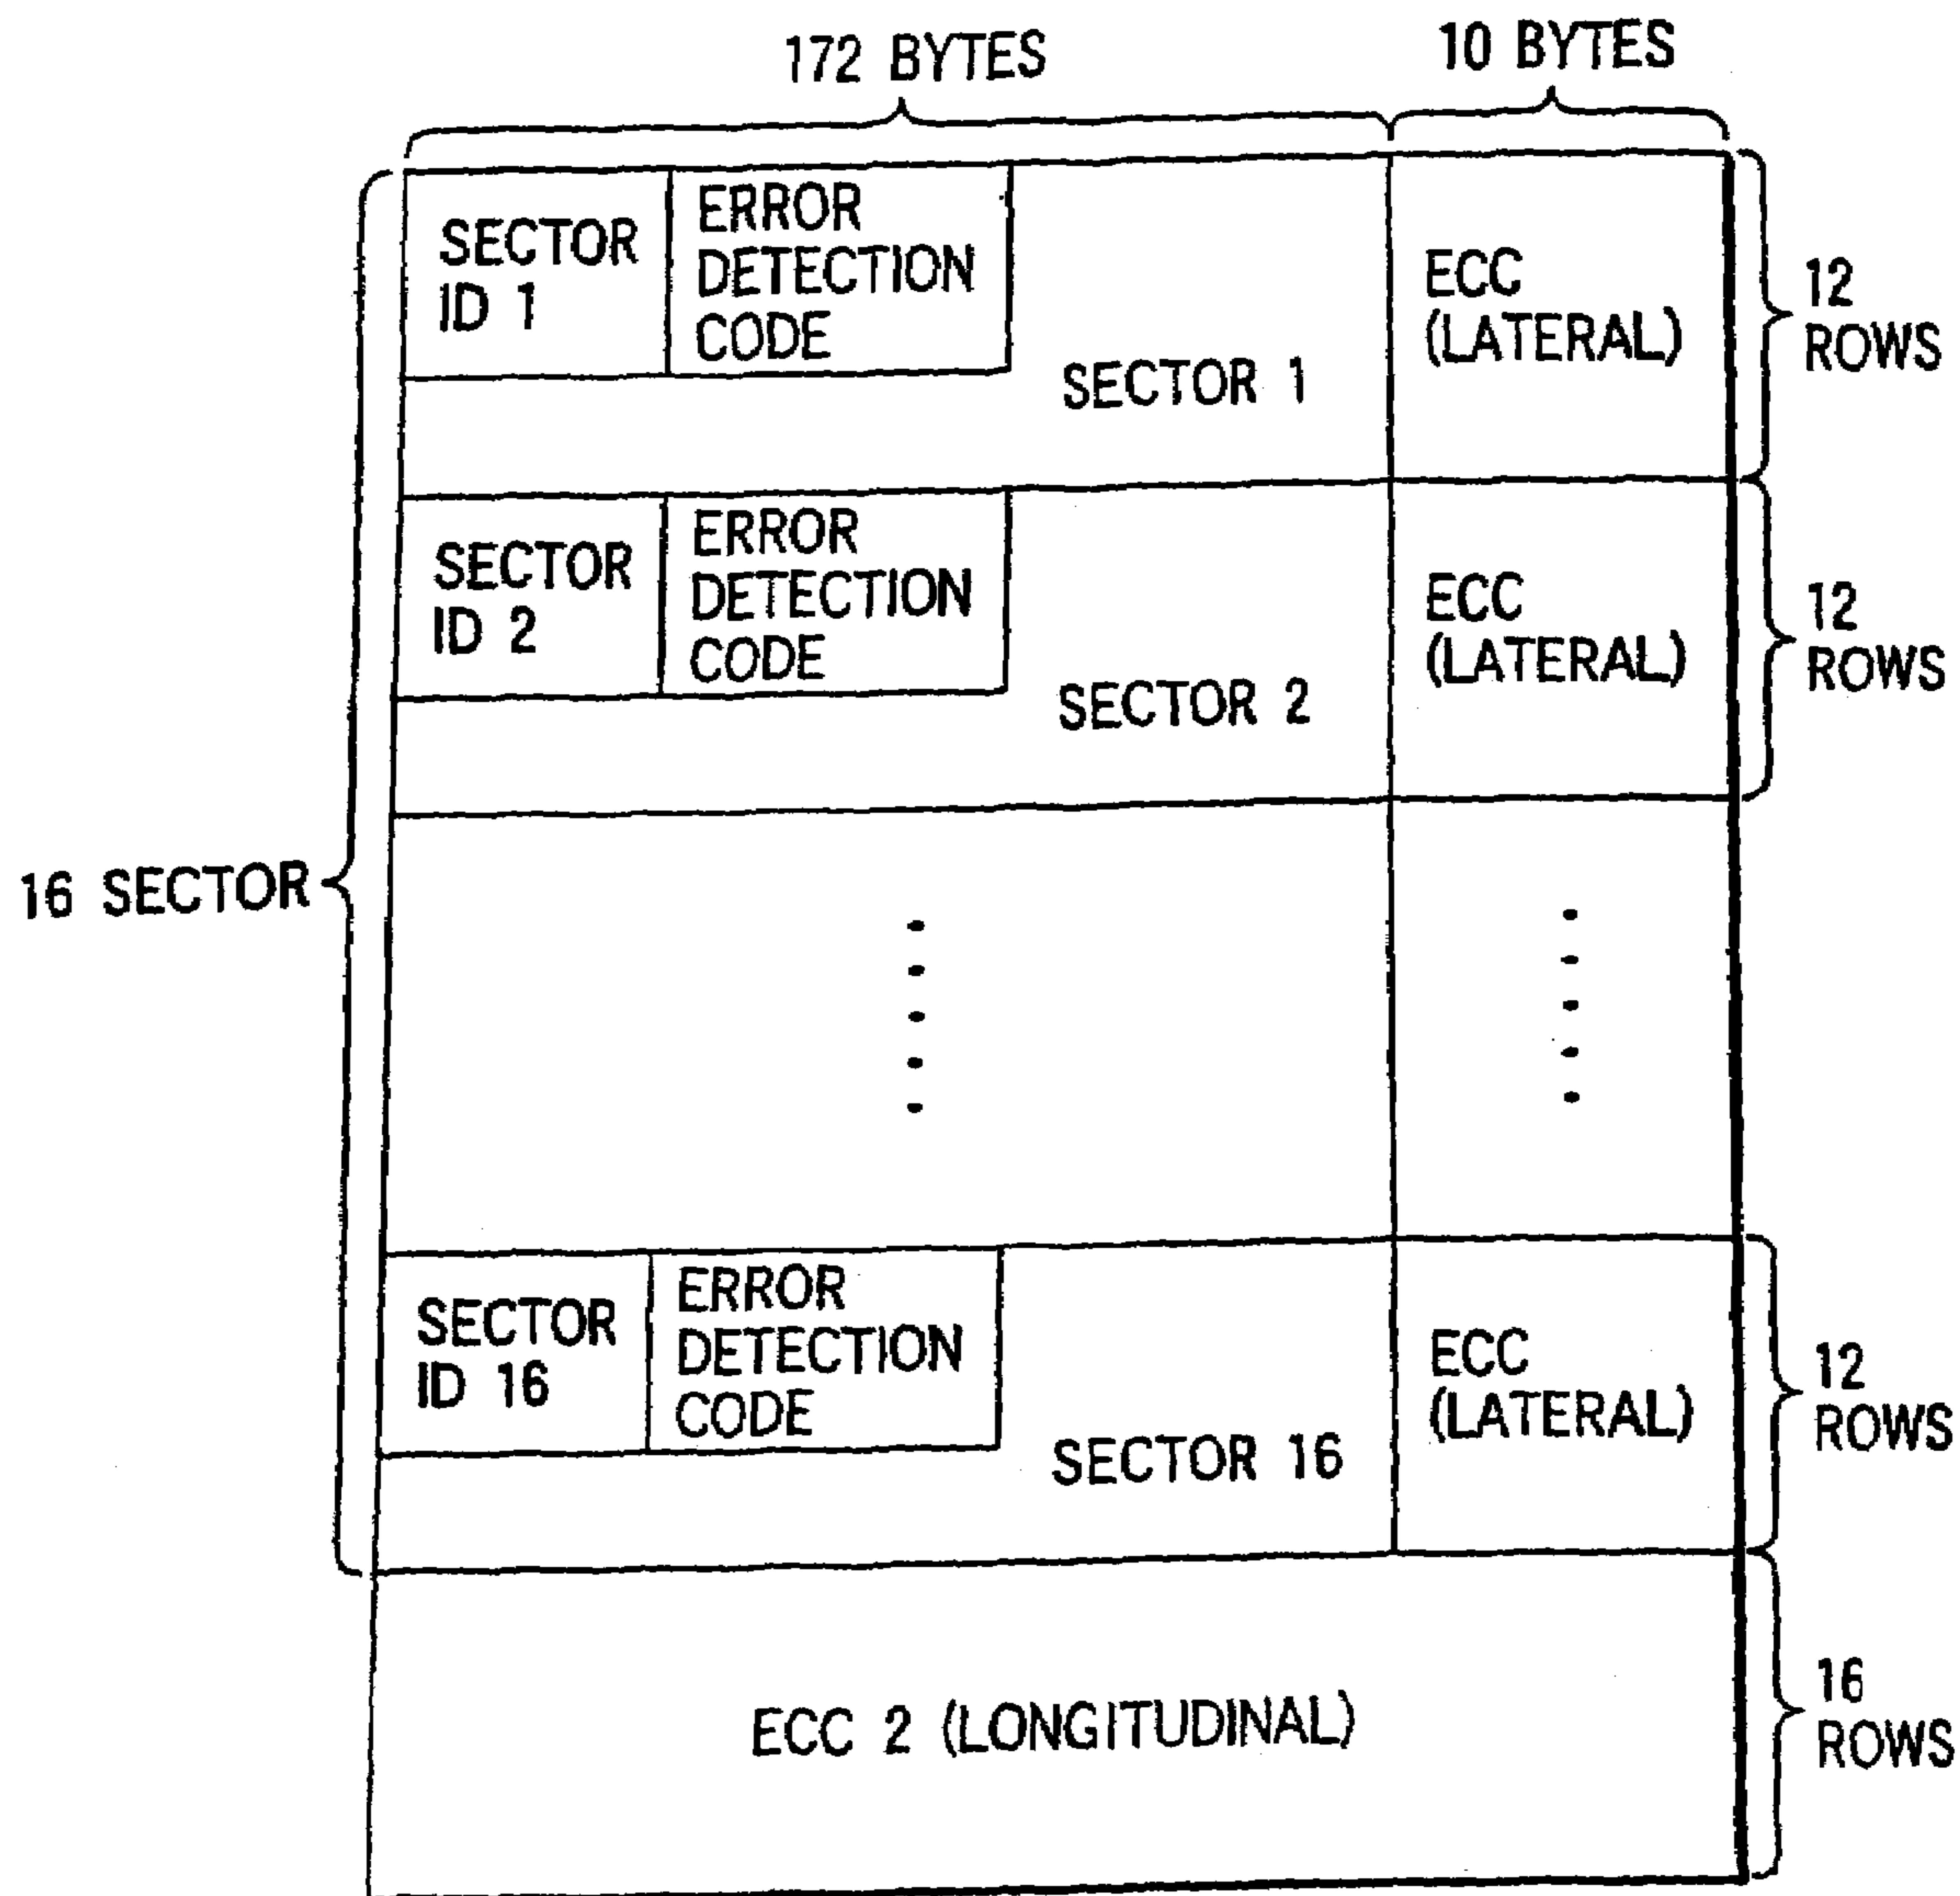 172 BYTES
10 BYTES
SECTOR
ID 1
ERROR
DETECTION
CODE
SECTOR 1
ECC
(LATERAL)
12
ROWS
SECTOR
ID 2
ERROR
DETECTION
CODE
SECTOR 2
ECC
(LATERAL)
12
ROWS
16 SECTOR
SECTOR
ID 16
ERROR
DETECTION
CODE
SECTOR 16
ECC
(LATERAL)
12
ROWS
ECC 2 (LONGITUDINAL)
16
ROWS